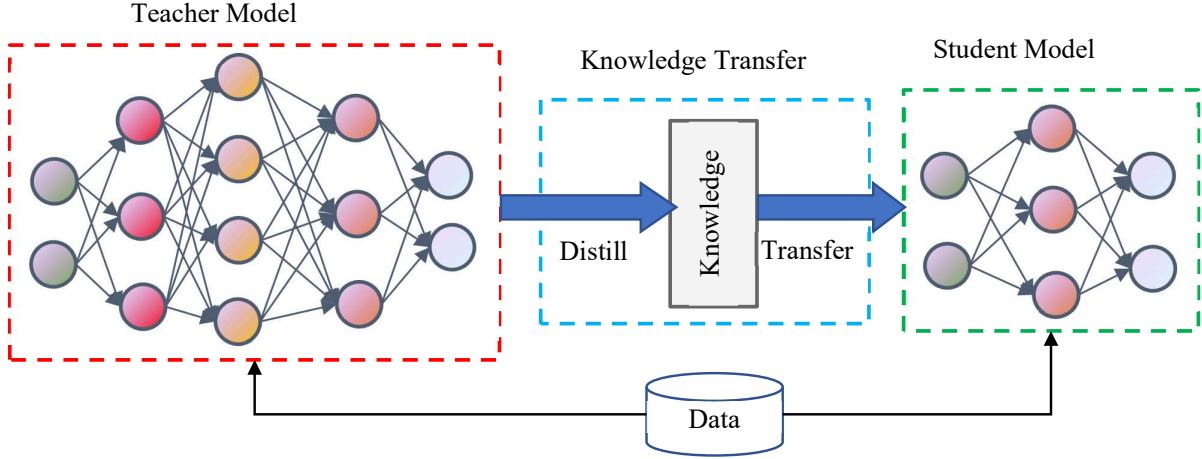 Teacher Model
Student Model
Knowledge Transfer
Knowledge
Distill
Transfer
Data